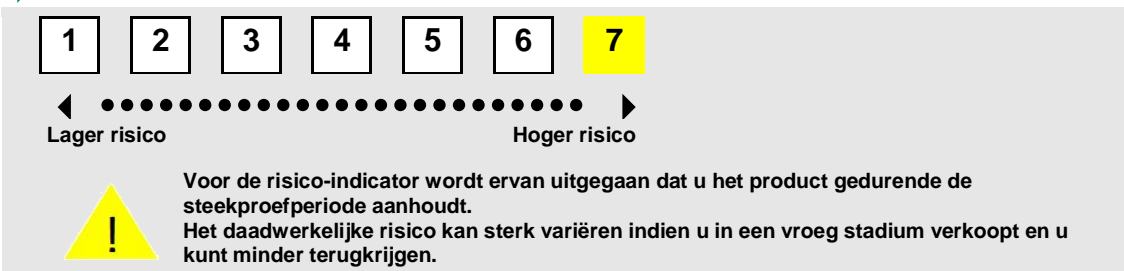 1 2 3 4 5 6 7
Lager risico Hoger risico
!
Voor de risico-indicator wordt ervan uitgegaan dat u het product gedurende de
steekproefperiode aanhoudt.
Het daadwerkelijke risico kan sterk variëren indien u in een vroeg stadium verkoopt en u
kunt minder terugkrijgen.